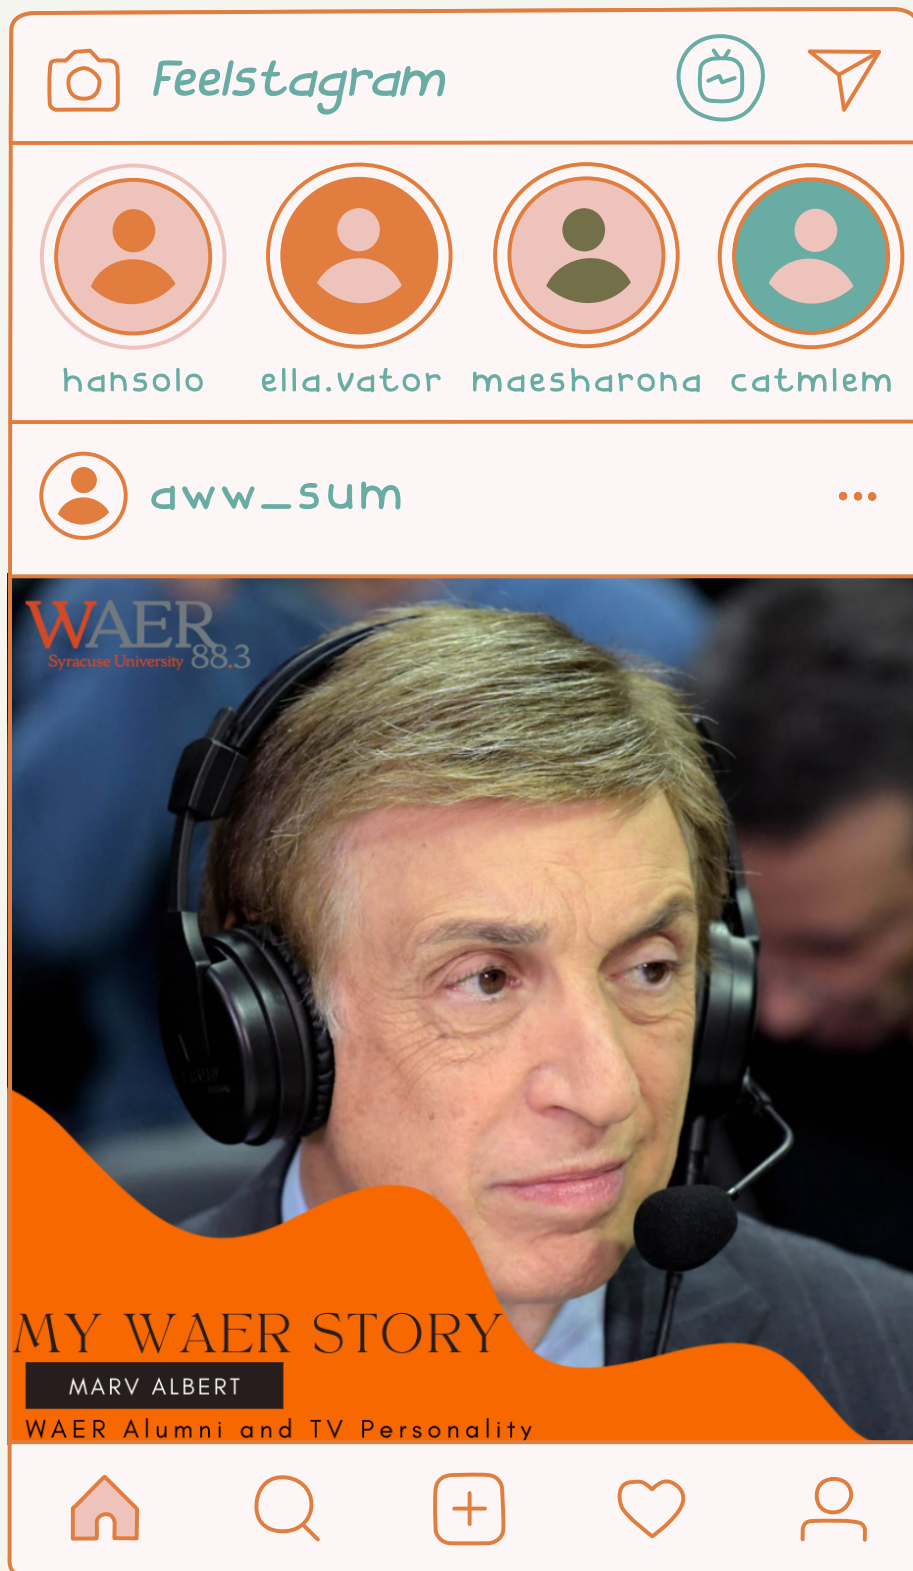 Feelstagram
hansolo ella.vator maesharona catmlem
aww_sum
WAER
Syracuse University 88.3
MY WAER STORY
MARV ALBERT
WAER Alumni and TV Personality